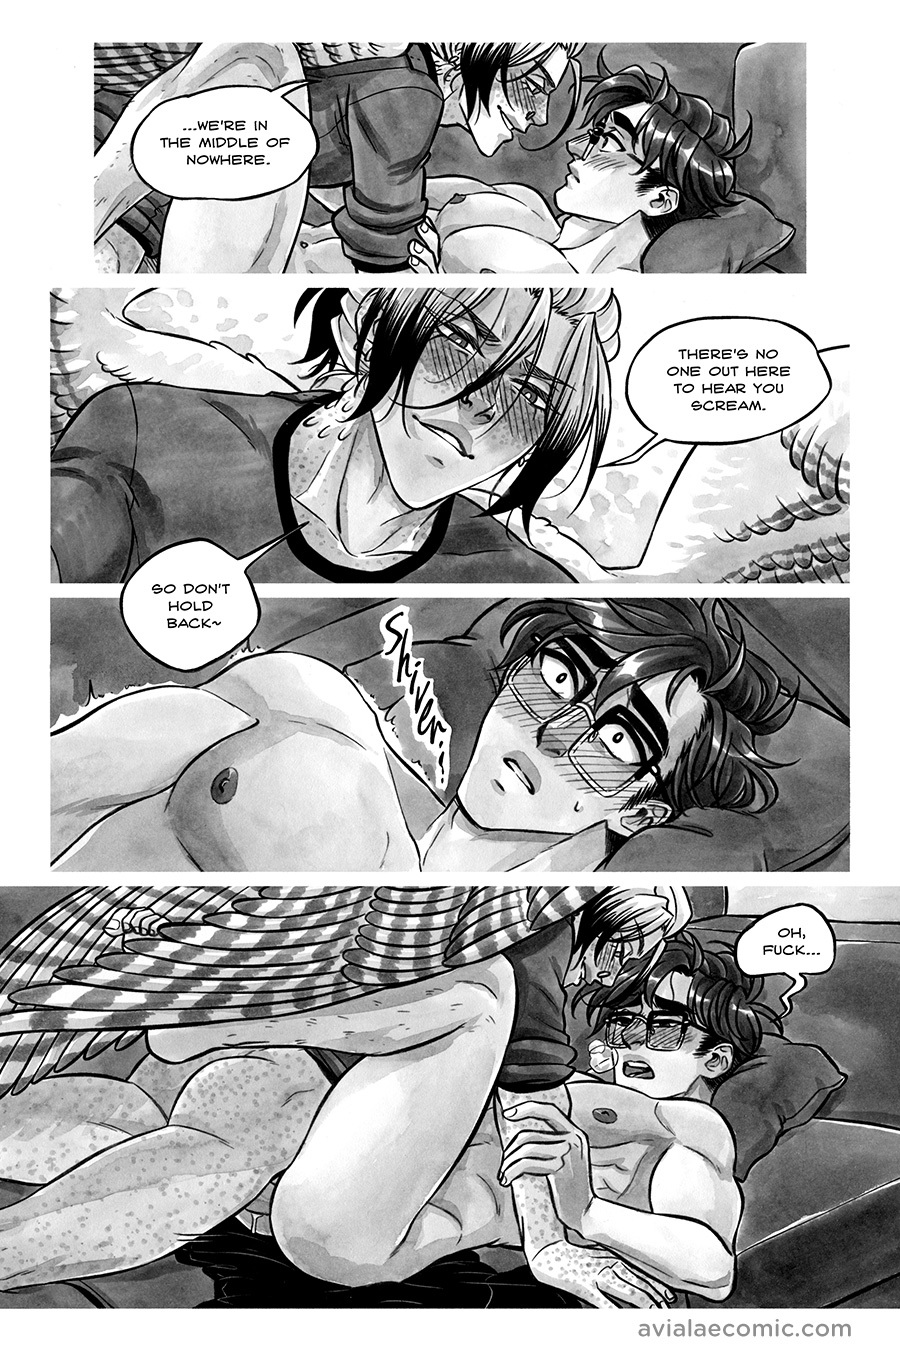 ...WE'RE IN
THE MIDDLE OF
NOWHERE.
THERE'S NO
ONE OUT HERE
TO HEAR YOU
SCREAM.
SO DON'T
HOLD
BACK~
Shiver...
OH,
FUCK...
avialaecomic.com